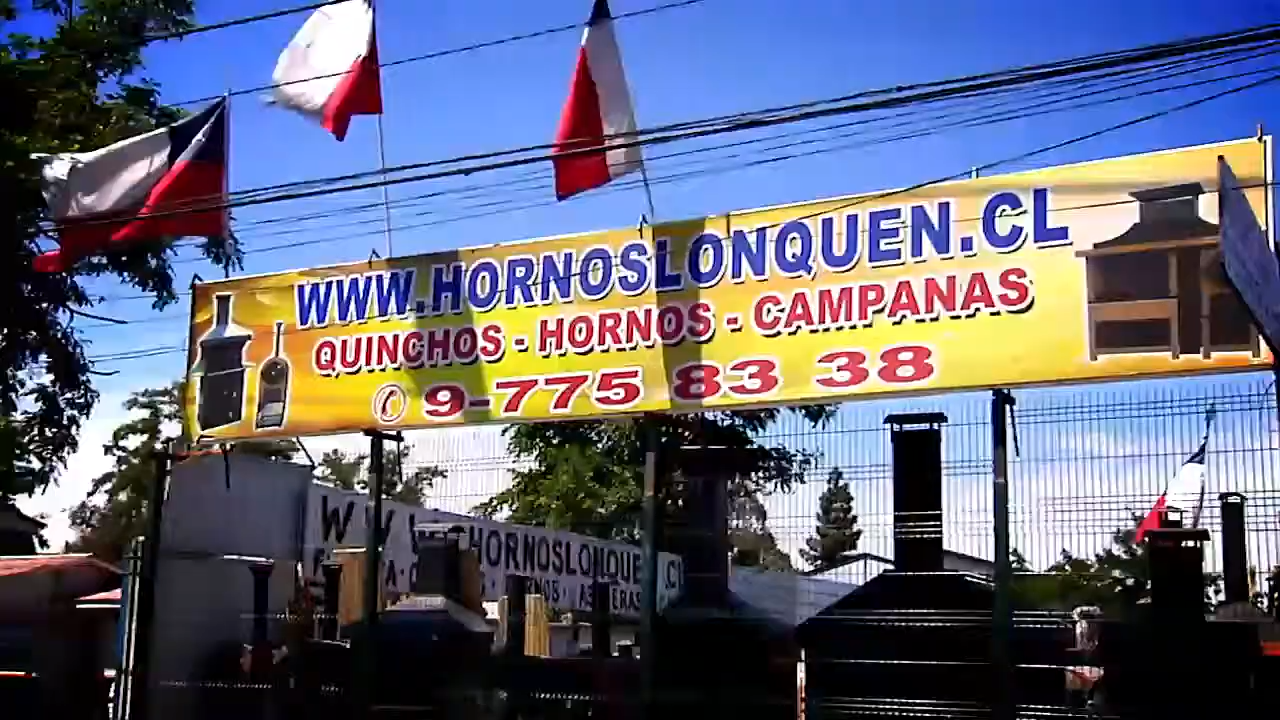 WWW.HORNOSLONQUEN.CL
QUINCHOS - HORNOS - CAMPANAS
9-775 83 38
HORNOSLONQUE